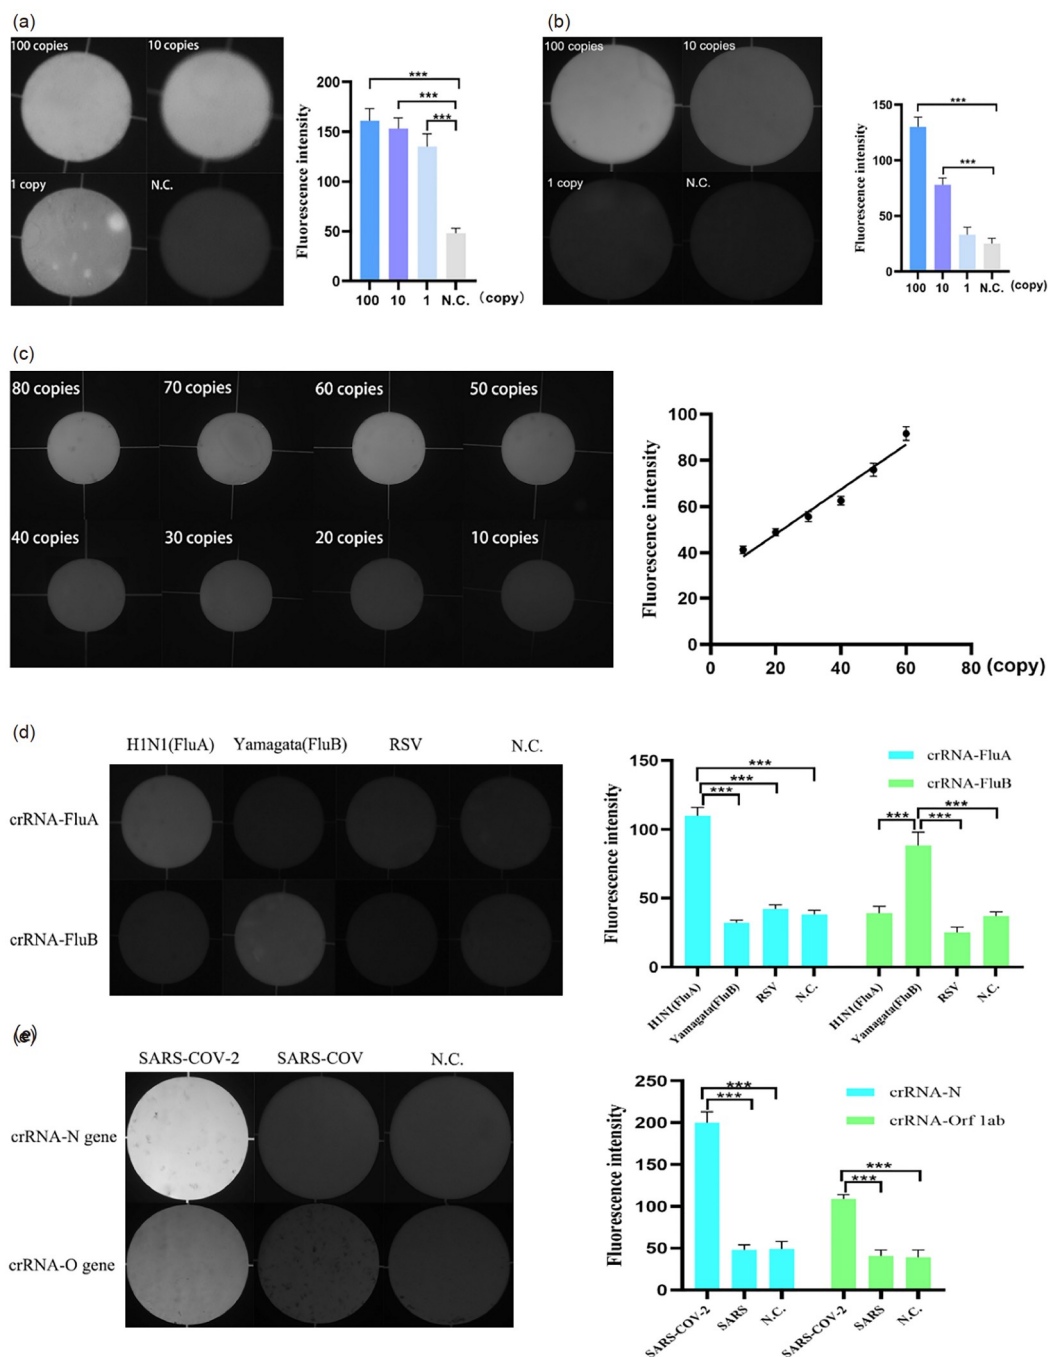 (a)
100 copies
10 copies
1 copy
N.C.
Fluorescence intensity
200
150
100
50
0
***
***
***
100 10 1 N.C. (copy)
(b)
100 copies
10 copies
1 copy
N.C.
Fluorescence intensity
150
100
50
0
***
***
100 10 1 N.C. (copy)
(c)
80 copies
70 copies
60 copies
50 copies
40 copies
30 copies
20 copies
10 copies
Fluorescence intensity
100
80
60
40
20
0
0 20 40 60 80 (copy)
(d)
H1N1(FluA) Yamagata(FluB) RSV N.C.
crRNA-FluA
crRNA-FluB
Fluorescence intensity
150
100
50
0
crRNA-FluA
crRNA-FluB
***
***
***
***
***
***
H1N1(FluA) Yamagata(FluB) RSV N.C. H1N1(FluA) Yamagata(FluB) RSV N.C.
(e)
SARS-COV-2 SARS-COV N.C.
crRNA-N gene
crRNA-O gene
Fluorescence intensity
250
200
150
100
50
0
crRNA-N
crRNA-Orf 1ab
***
***
***
***
SARS-COV-2 SARS N.C. SARS-COV-2 SARS N.C.